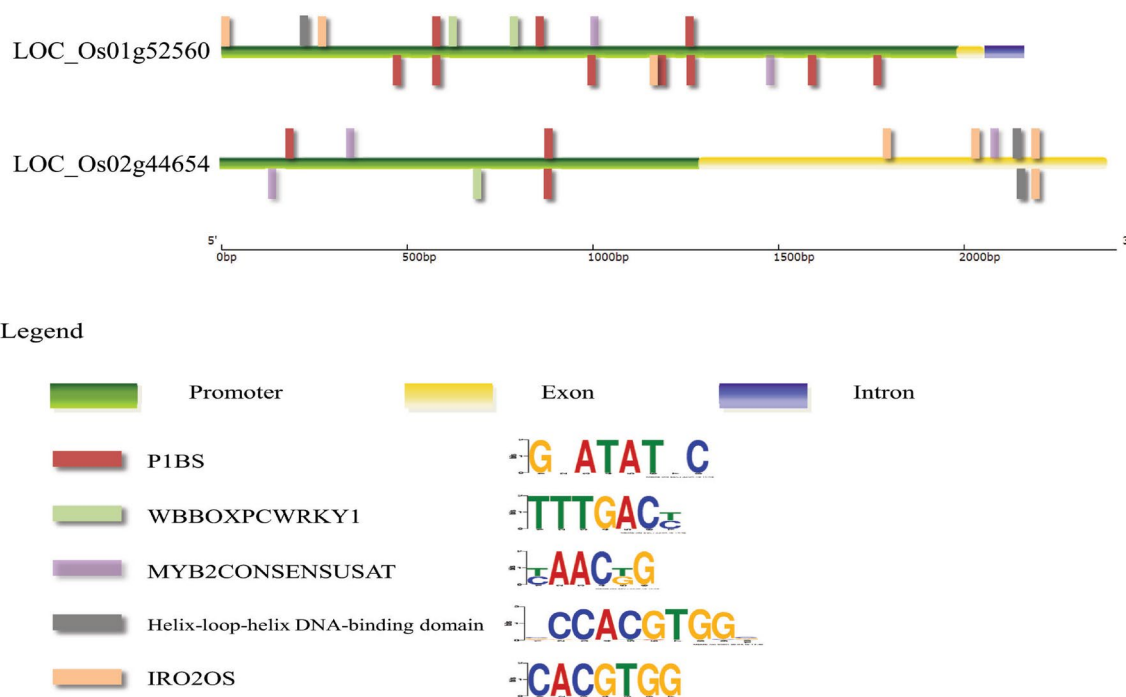 LOC_Os01g52560
LOC_Os02g44654
5' 3
0bp 500bp 1000bp 1500bp 2000bp
Legend
Promoter Exon Intron
P1BS G ATAT C
WBBOXPCWRKY1 TTTGAC T C
MYB2CONSENSUSAT T C AAC T G G
Helix-loop-helix DNA-binding domain CCACGTGG
IRO2OS CACGTGG